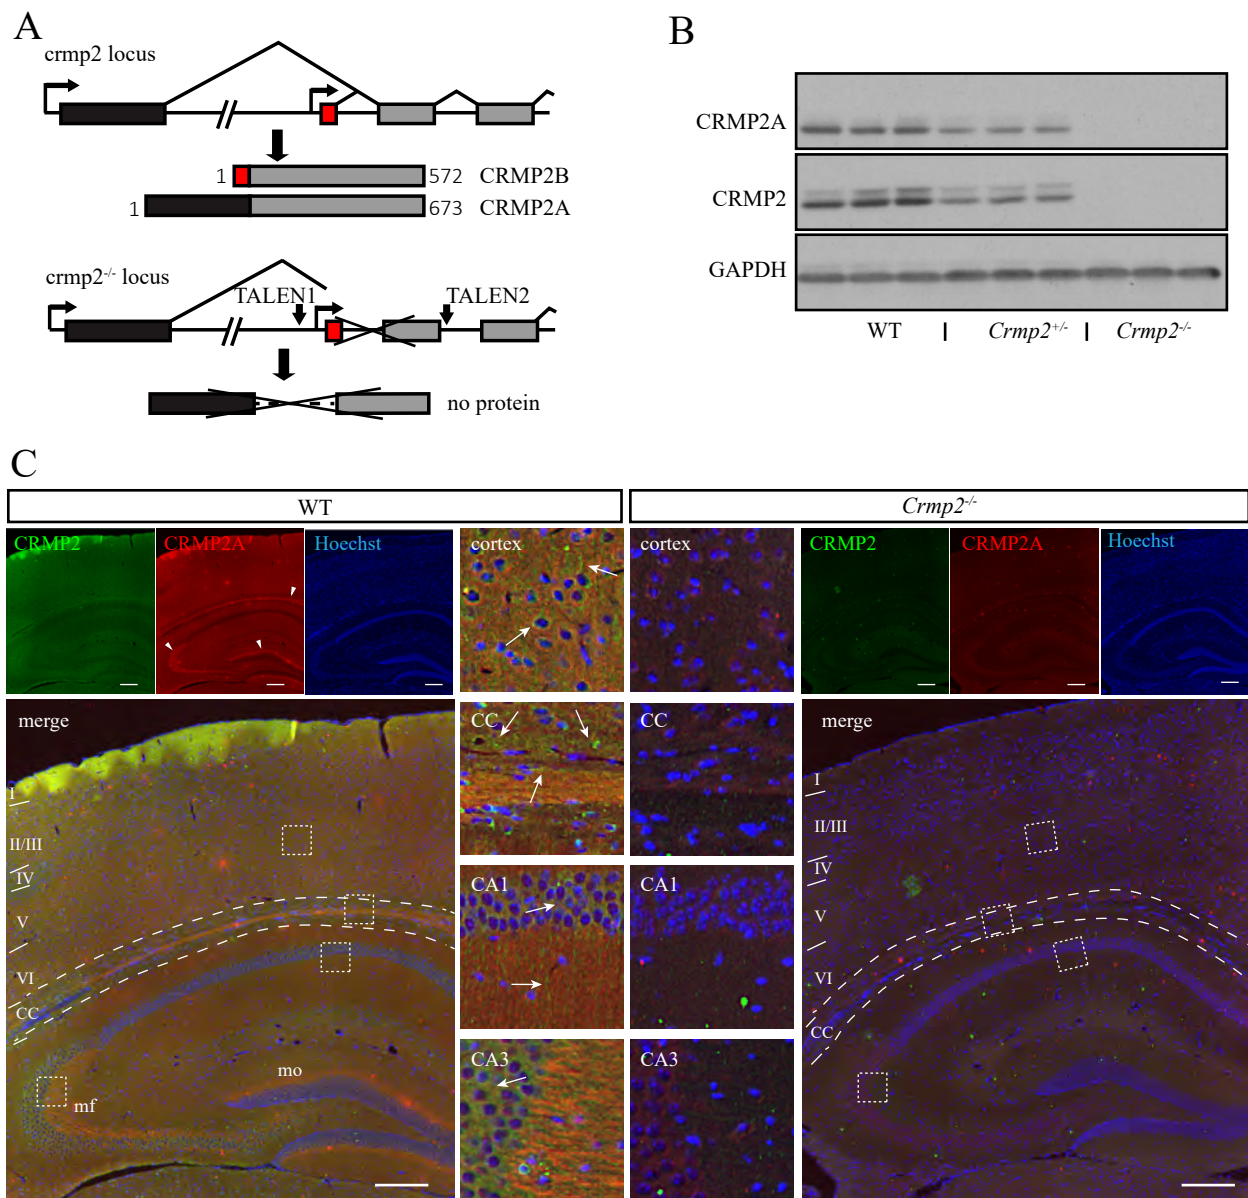 A
crmp2 locus
1
572
CRMP2B
1
673
CRMP2A
crmp2-/- locus
TALEN1
TALEN2
no protein
B
CRMP2A
CRMP2
GAPDH
WT
Crmp2+/-
Crmp2-/-
C
WT
Crmp2-/-
CRMP2
CRMP2A
Hoechst
cortex
cortex
CRMP2
CRMP2A
Hoechst
merge
I
II/III
IV
V
VI
CC
mo
mf
CC
CC
CA1
CA1
CA3
CA3
merge
I
II/III
IV
V
VI
CC